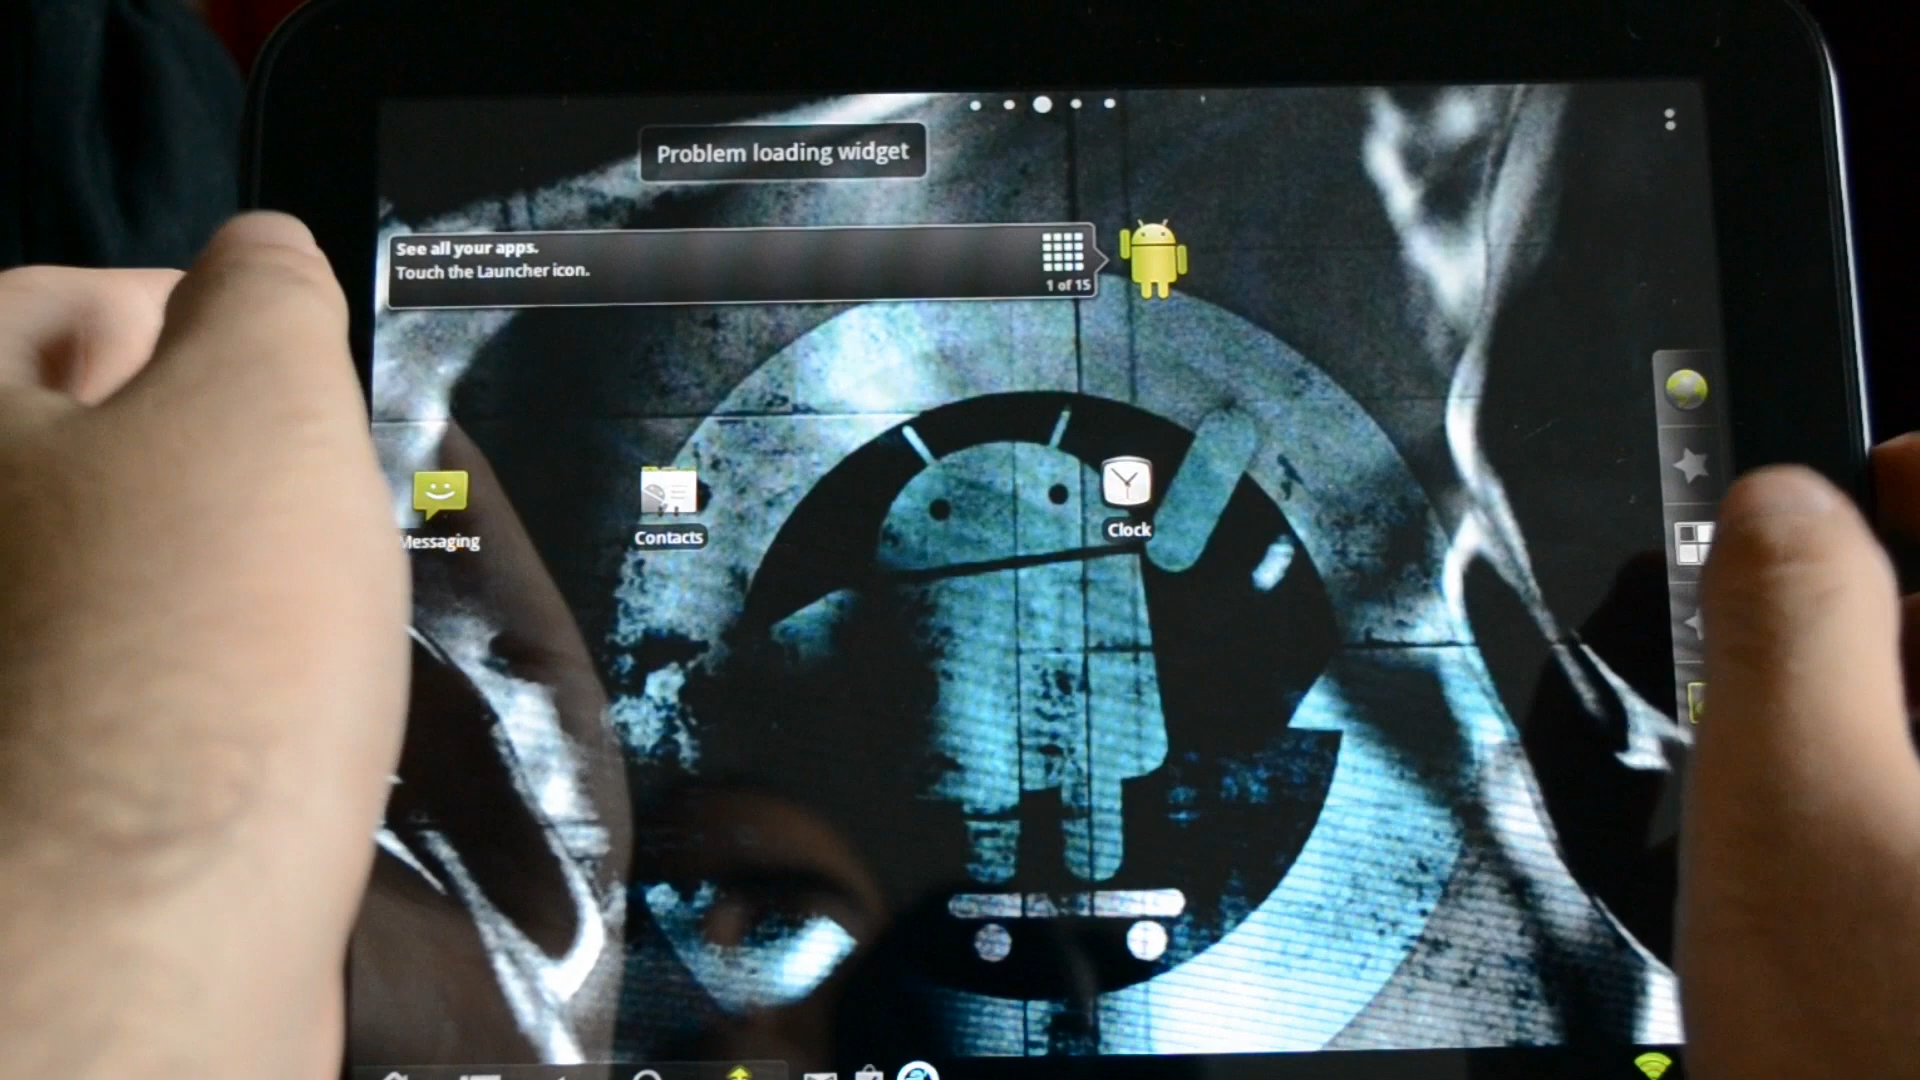 Problem loading widget
See all your apps.
Touch the Launcher icon.
1 of 15
Messaging
Contacts
Clock